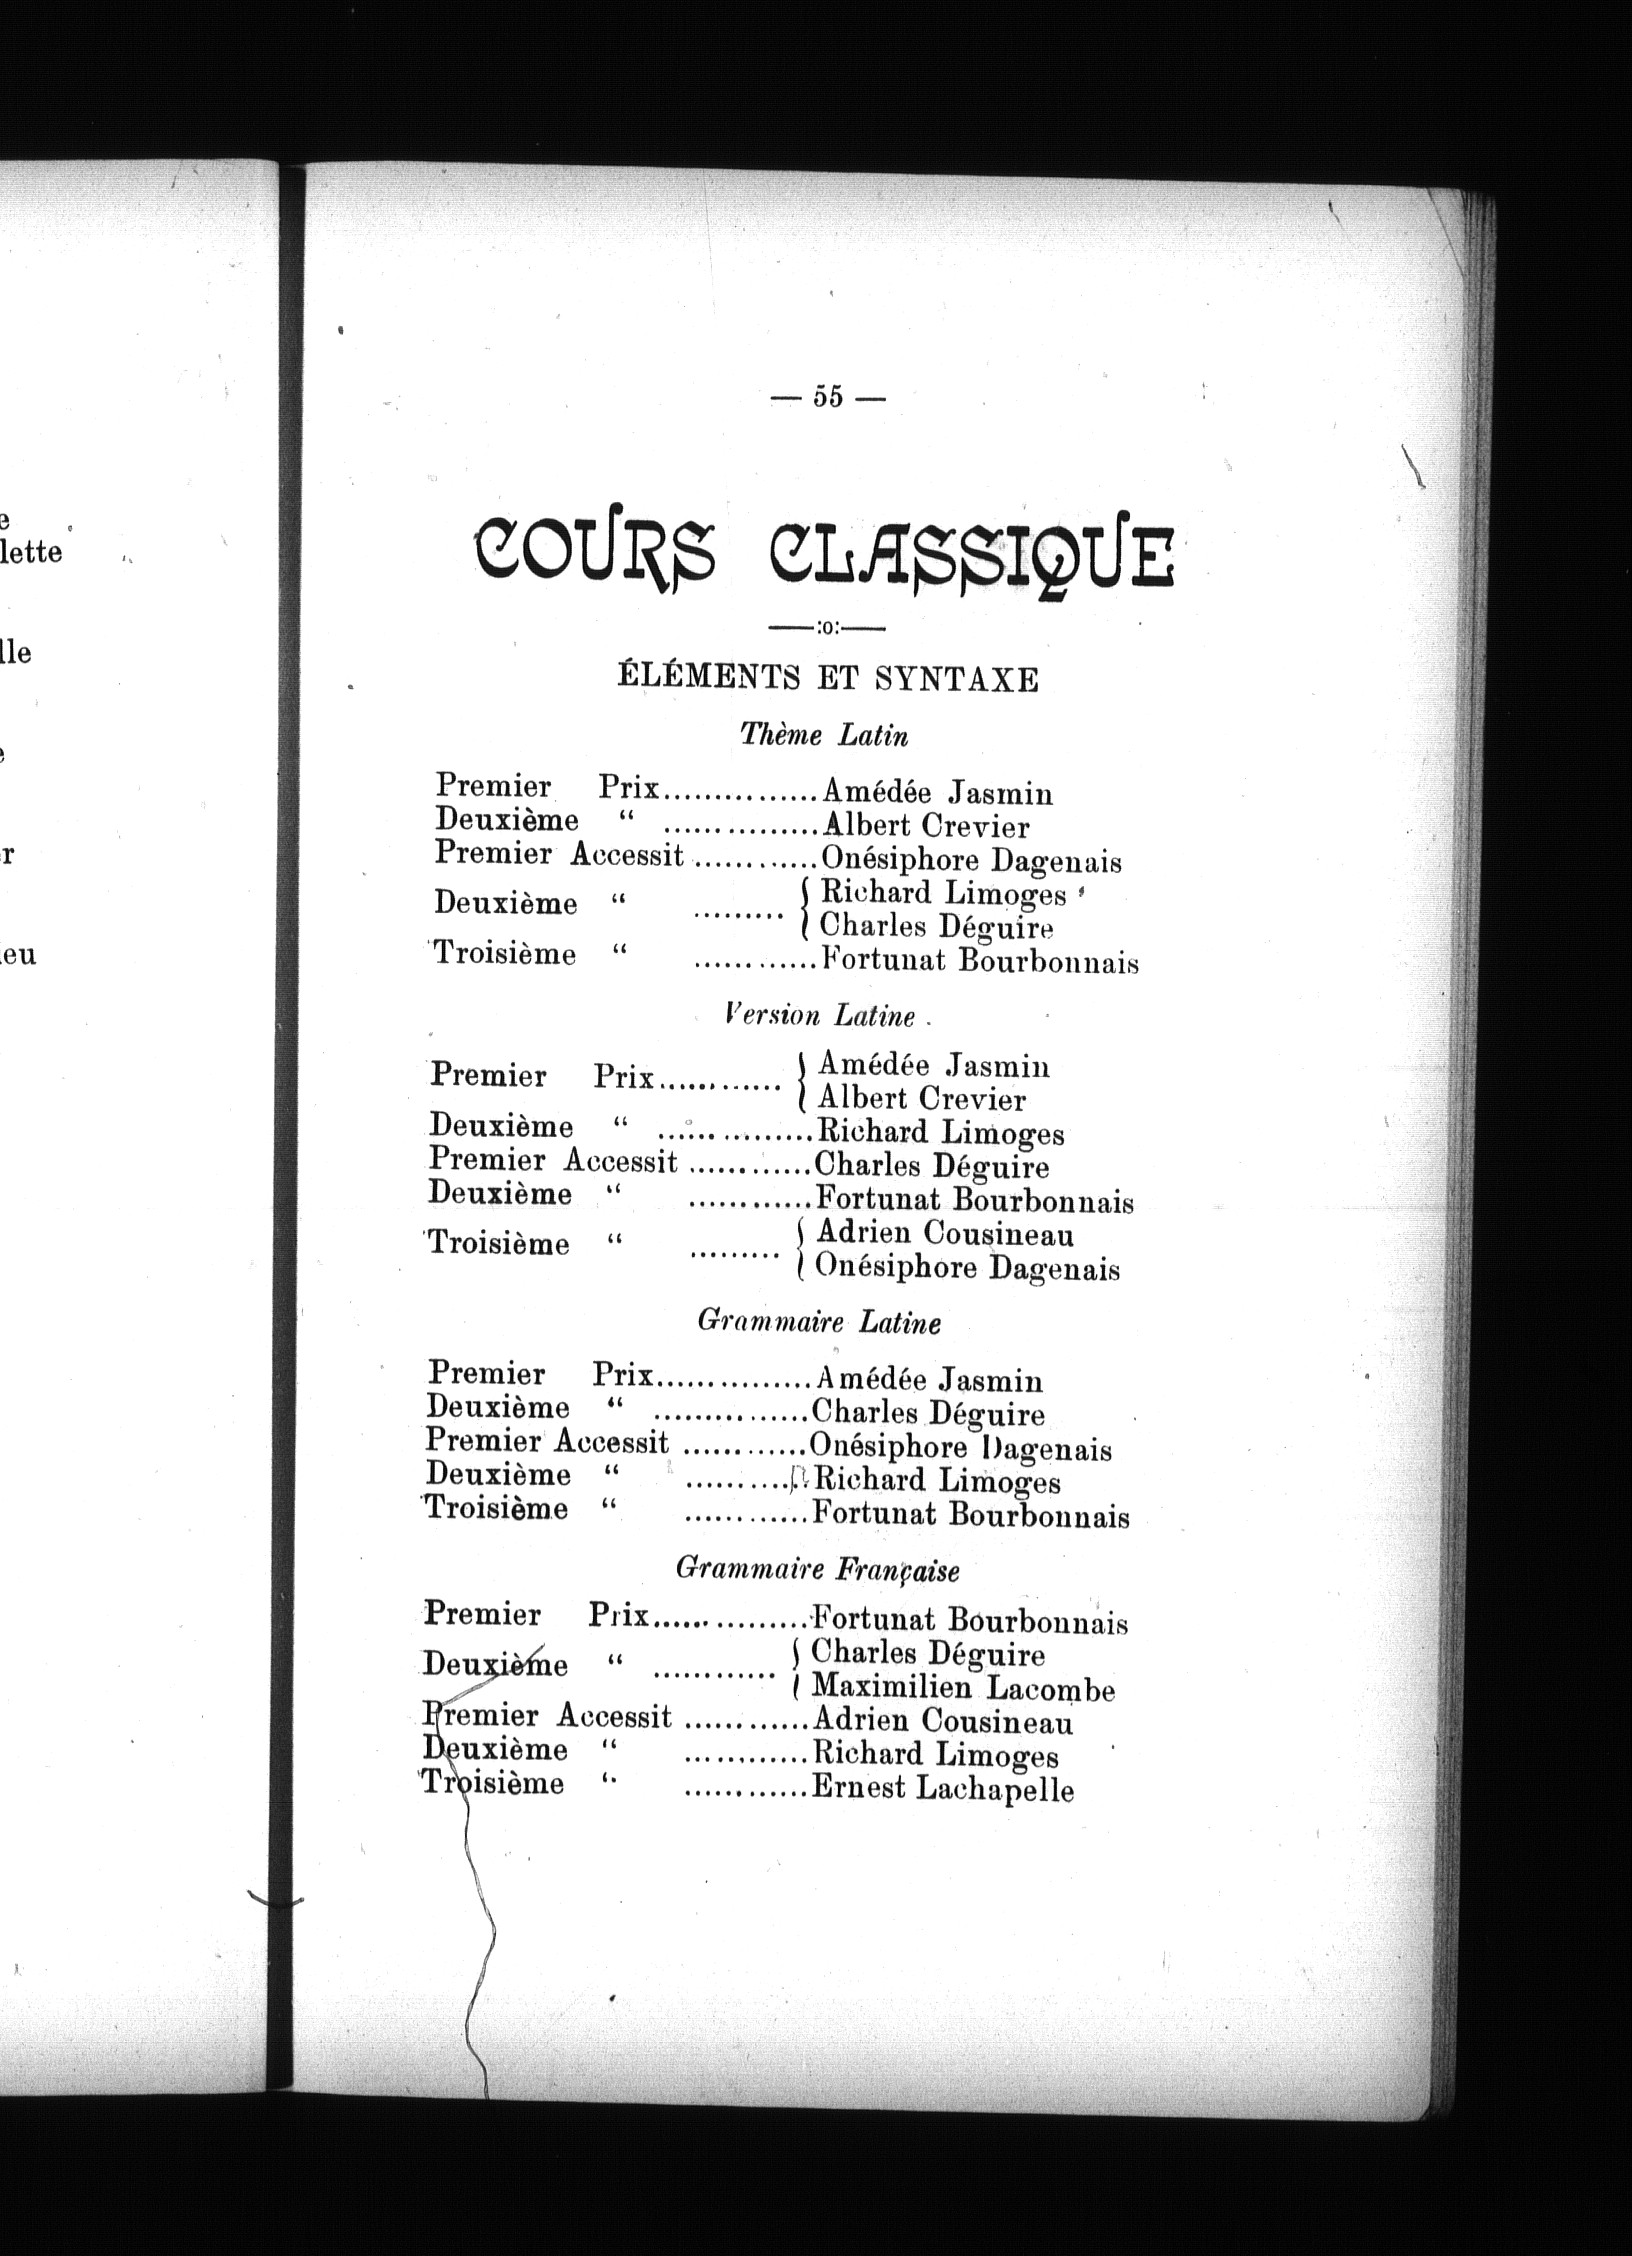 — 55 —
COURS CLASSIQUE
——:o:——
ÉLÉMENTS ET SYNTAXE
Thème Latin
Premier Prix...............Amédée Jasmin
Deuxième “ ...............Albert Crevier
Premier Accessit ............Onésiphore Dagenais
Deuxième “ ......... { Richard Limoges
Charles Déguire
Troisième “ ............Fortunat Bourbonnais
Version Latine
Premier Prix............ { Amédée Jasmin
Albert Crevier
Deuxième “ ...............Richard Limoges
Premier Accessit ............Charles Déguire
Deuxième “ ............Fortunat Bourbonnais
Troisième “ ......... { Adrien Cousineau
Onésiphore Dagenais
Grammaire Latine
Premier Prix...............Amédée Jasmin
Deuxième “ ...............Charles Déguire
Premier Accessit ............Onésiphore Dagenais
Deuxième “ ............Richard Limoges
Troisième “ ............Fortunat Bourbonnais
Grammaire Française
Premier Prix...............Fortunat Bourbonnais
Deuxième “ ............ { Charles Déguire
Maximilien Lacombe
Premier Accessit ............Adrien Cousineau
Deuxième “ ............Richard Limoges
Troisième “ ............Ernest Lachapelle